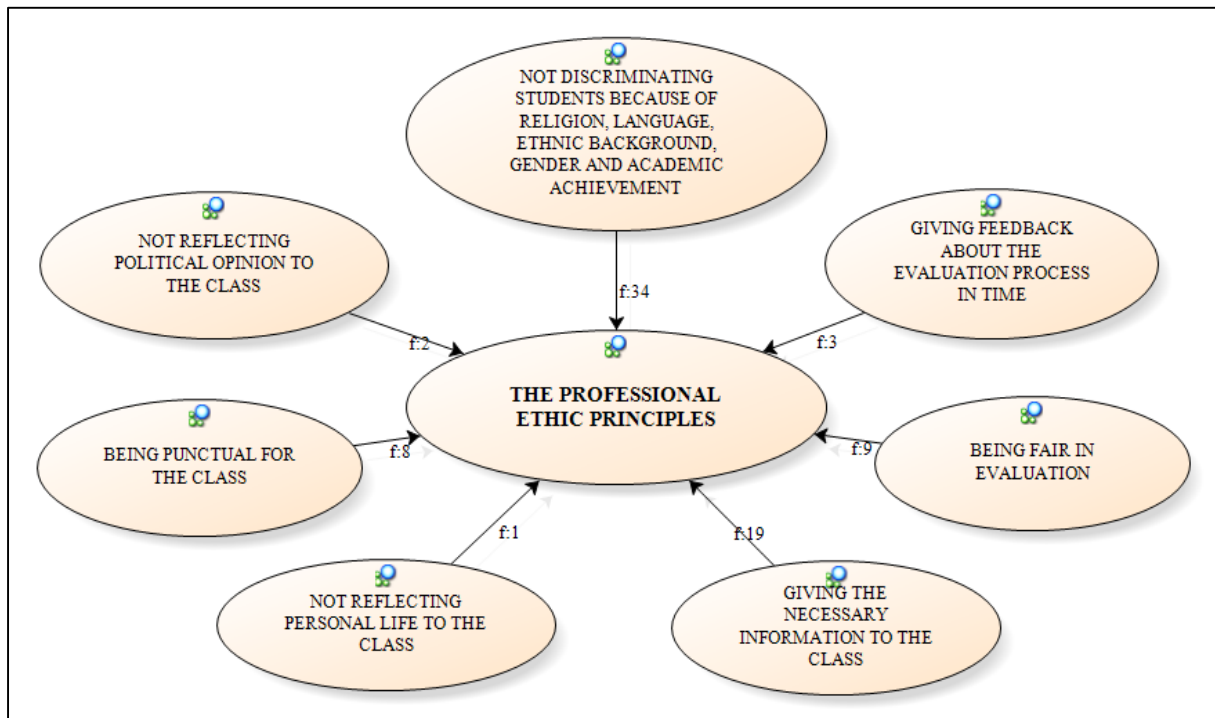 NOT DISCRIMINATING
STUDENTS BECAUSE OF
RELIGION, LANGUAGE,
ETHNIC BACKGROUND,
GENDER AND ACADEMIC
ACHIEVEMENT
NOT REFLECTING
POLITICAL OPINION TO
THE CLASS
GIVING FEEDBACK
ABOUT THE
EVALUATION PROCESS
IN TIME
f:34
f:2
f:3
THE PROFESSIONAL
ETHIC PRINCIPLES
BEING PUNCTUAL FOR
THE CLASS
f:8
f:9
BEING FAIR IN
EVALUATION
f:1
f:19
NOT REFLECTING
PERSONAL LIFE TO THE
CLASS
GIVING THE
NECESSARY
INFORMATION TO THE
CLASS